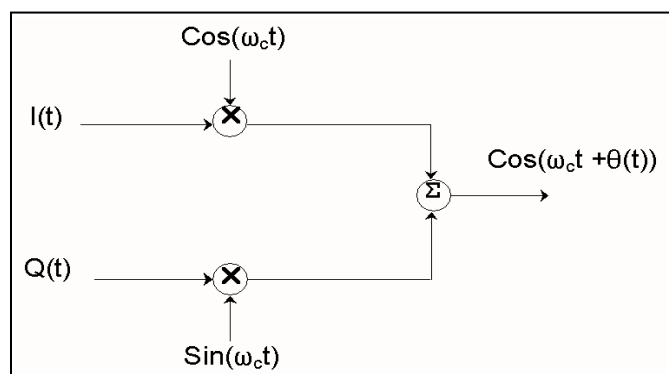 Cos(ωct)
I(t)
×
Cos(ωct +θ(t))
Σ
Q(t)
×
Sin(ωct)